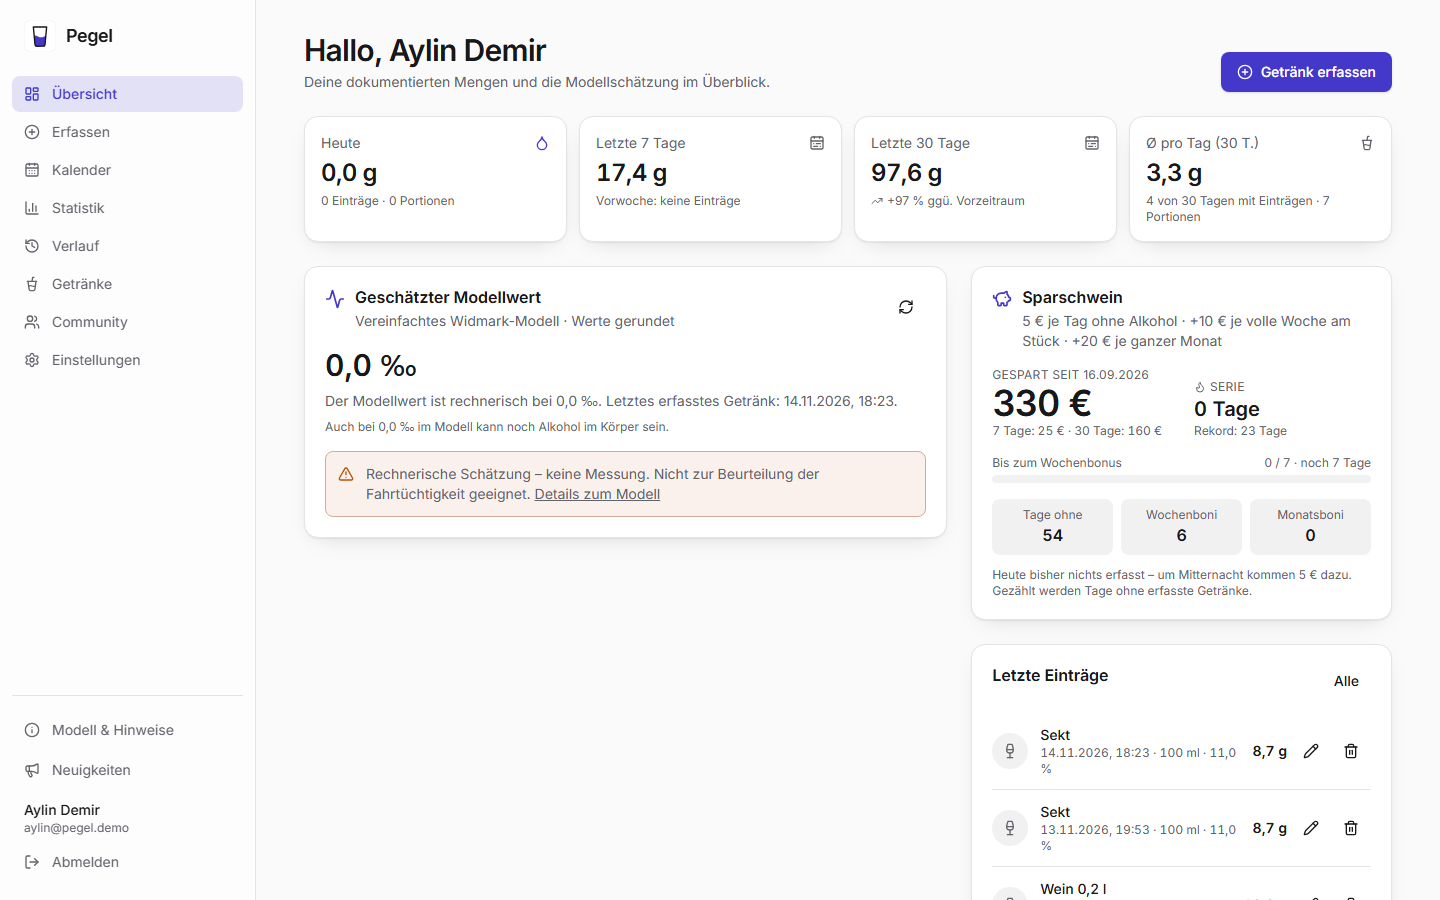 Pegel
Übersicht
Erfassen
Kalender
Statistik
Verlauf
Getränke
Community
Einstellungen
Modell & Hinweise
Neuigkeiten
Aylin Demir
aylin@pegel.demo
Abmelden
Hallo, Aylin Demir
Deine dokumentierten Mengen und die Modellschätzung im Überblick.
Getränk erfassen
Heute
0,0 g
0 Einträge · 0 Portionen
Letzte 7 Tage
17,4 g
Vorwoche: keine Einträge
Letzte 30 Tage
97,6 g
+97 % ggü. Vorzeitraum
Ø pro Tag (30 T.)
3,3 g
4 von 30 Tagen mit Einträgen · 7
Portionen
Geschätzter Modellwert
Vereinfachtes Widmark-Modell · Werte gerundet
0,0 ‰
Der Modellwert ist rechnerisch bei 0,0 ‰. Letztes erfasstes Getränk: 14.11.2026, 18:23.
Auch bei 0,0 ‰ im Modell kann noch Alkohol im Körper sein.
Rechnerische Schätzung – keine Messung. Nicht zur Beurteilung der
Fahrtüchtigkeit geeignet. Details zum Modell
Sparschwein
5 € je Tag ohne Alkohol · +10 € je volle Woche am
Stück · +20 € je ganzer Monat
GESPART SEIT 16.09.2026
330 €
7 Tage: 25 € · 30 Tage: 160 €
SERIE
0 Tage
Rekord: 23 Tage
Bis zum Wochenbonus
0 / 7 · noch 7 Tage
Tage ohne
54
Wochenboni
6
Monatsboni
0
Heute bisher nichts erfasst – um Mitternacht kommen 5 € dazu.
Gezählt werden Tage ohne erfasste Getränke.
Letzte Einträge
Alle
Sekt
14.11.2026, 18:23 · 100 ml · 11,0
%
8,7 g
Sekt
13.11.2026, 19:53 · 100 ml · 11,0
%
8,7 g
Wein 0,2 l